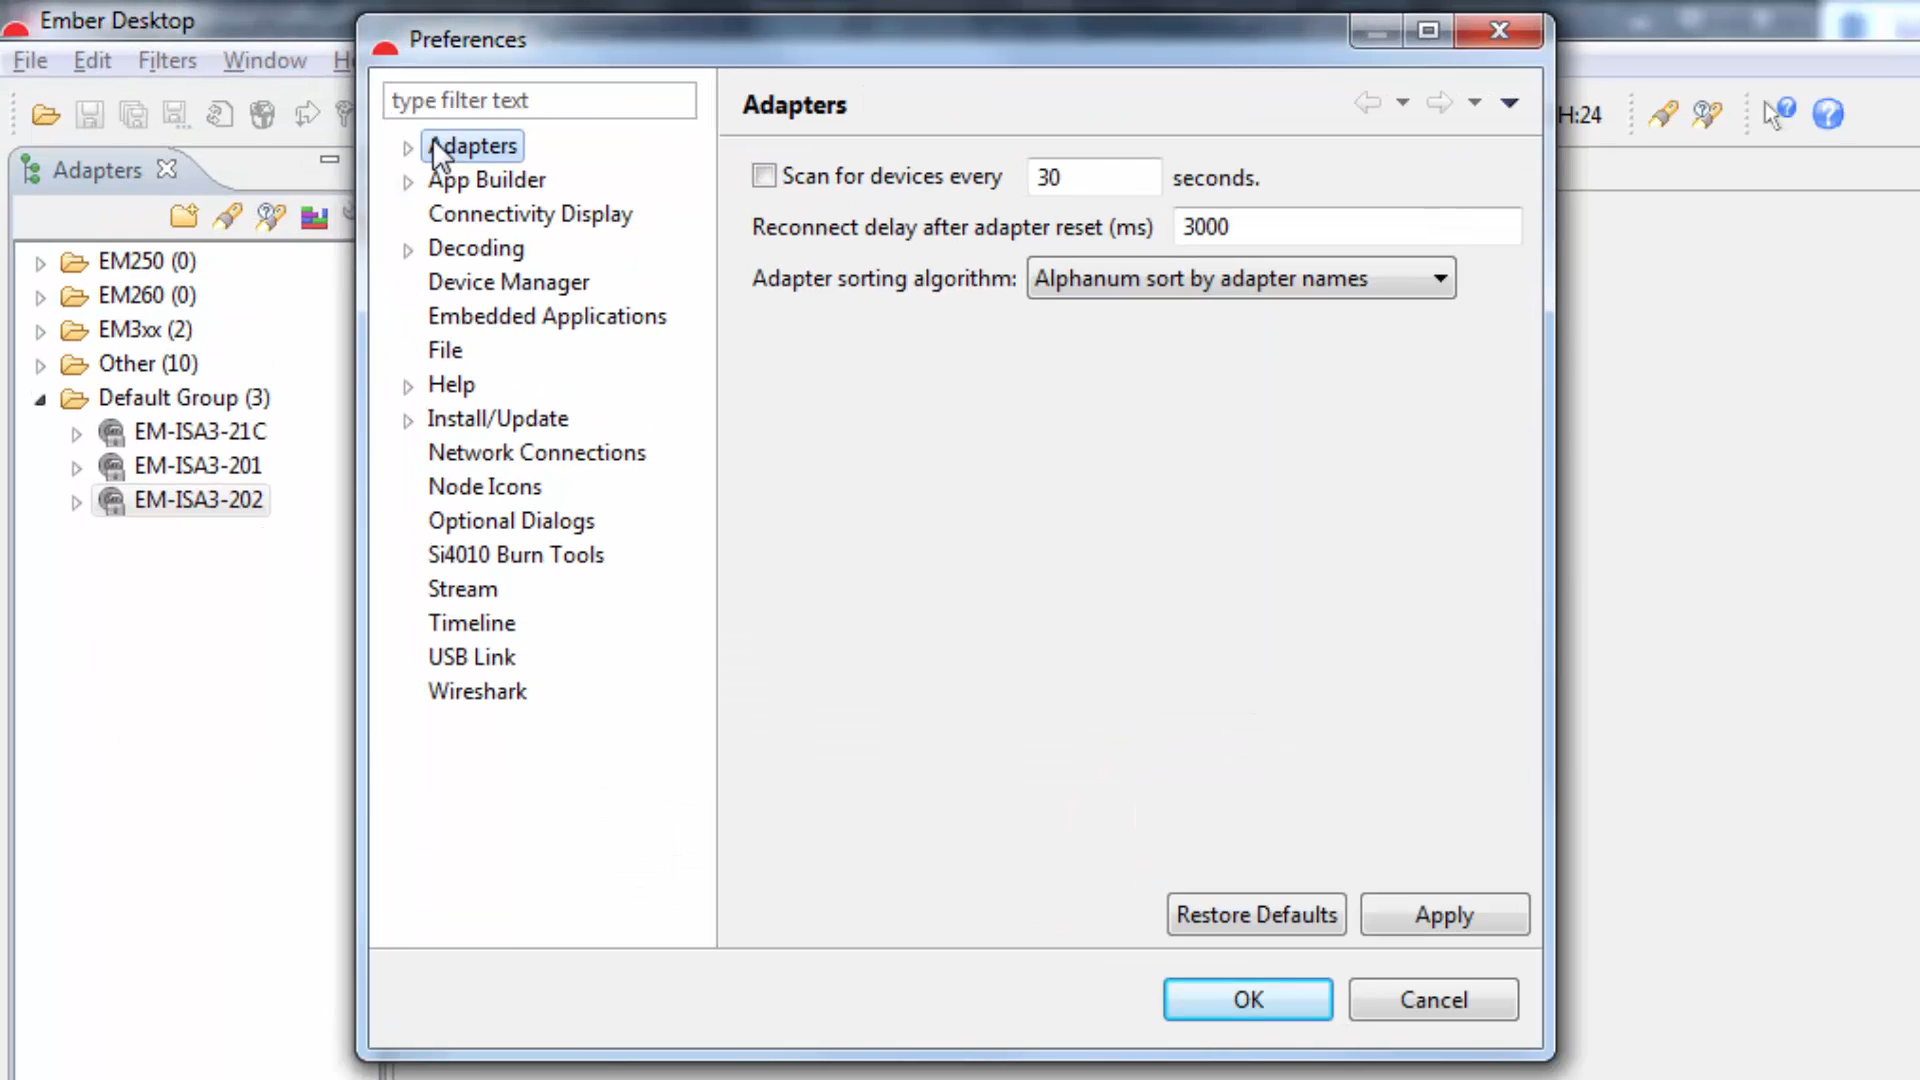 Ember Desktop
File Edit Filters Window
Adapters
EM250 (0)
EM260 (0)
EM3xx (2)
Other (10)
Default Group (3)
EM-ISA3-21C
EM-ISA3-201
EM-ISA3-202
Preferences
type filter text
Adapters
App Builder
Connectivity Display
Decoding
Device Manager
Embedded Applications
File
Help
Install/Update
Network Connections
Node Icons
Optional Dialogs
Si4010 Burn Tools
Stream
Timeline
USB Link
Wireshark
Adapters
Scan for devices every 30 seconds.
Reconnect delay after adapter reset (ms) 3000
Adapter sorting algorithm: Alphanum sort by adapter names
Restore Defaults Apply
OK Cancel
H:24